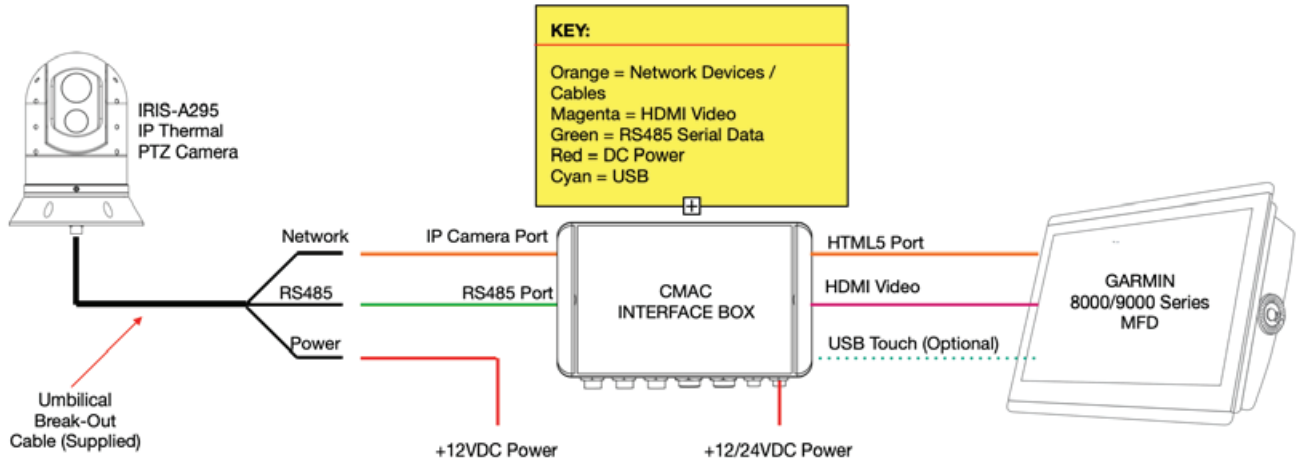 KEY:
Orange = Network Devices /
Cables
Magenta = HDMI Video
Green = RS485 Serial Data
Red = DC Power
Cyan = USB
IRIS-A295
IP Thermal
PTZ Camera
Network
IP Camera Port
HTML5 Port
RS485
RS485 Port
CMAC
INTERFACE BOX
HDMI Video
GARMIN
8000/9000 Series
MFD
Power
USB Touch (Optional)
Umbilical
Break-Out
Cable (Supplied)
+12VDC Power
+12/24VDC Power